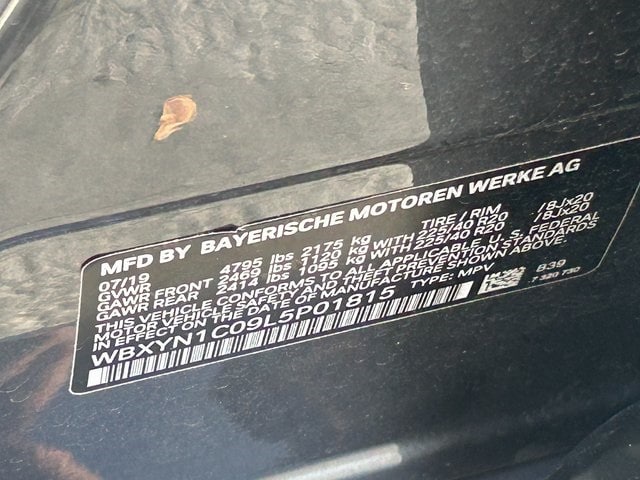 MFD BY BAYERISCHE MOTOREN WERKE AG
07/19 TIRE / RIM
GVWR 4795 lbs 2175 kg
GAWR FRONT 2469 lbs 1120 kg WITH 225/40 R20 /8Jx20
GAWR REAR 2414 lbs 1095 kg WITH 225/40 R20 /8Jx20
THIS VEHICLE CONFORMS TO ALL APPLICABLE U. S. FEDERAL
MOTOR VEHICLE SAFETY AND THEFT PREVENTION STANDARDS
IN EFFECT ON THE DATE OF MANUFACTURE SHOWN ABOVE.
WBXYN1C09L5P01815 TYPE: MPV
B39
7 320 730